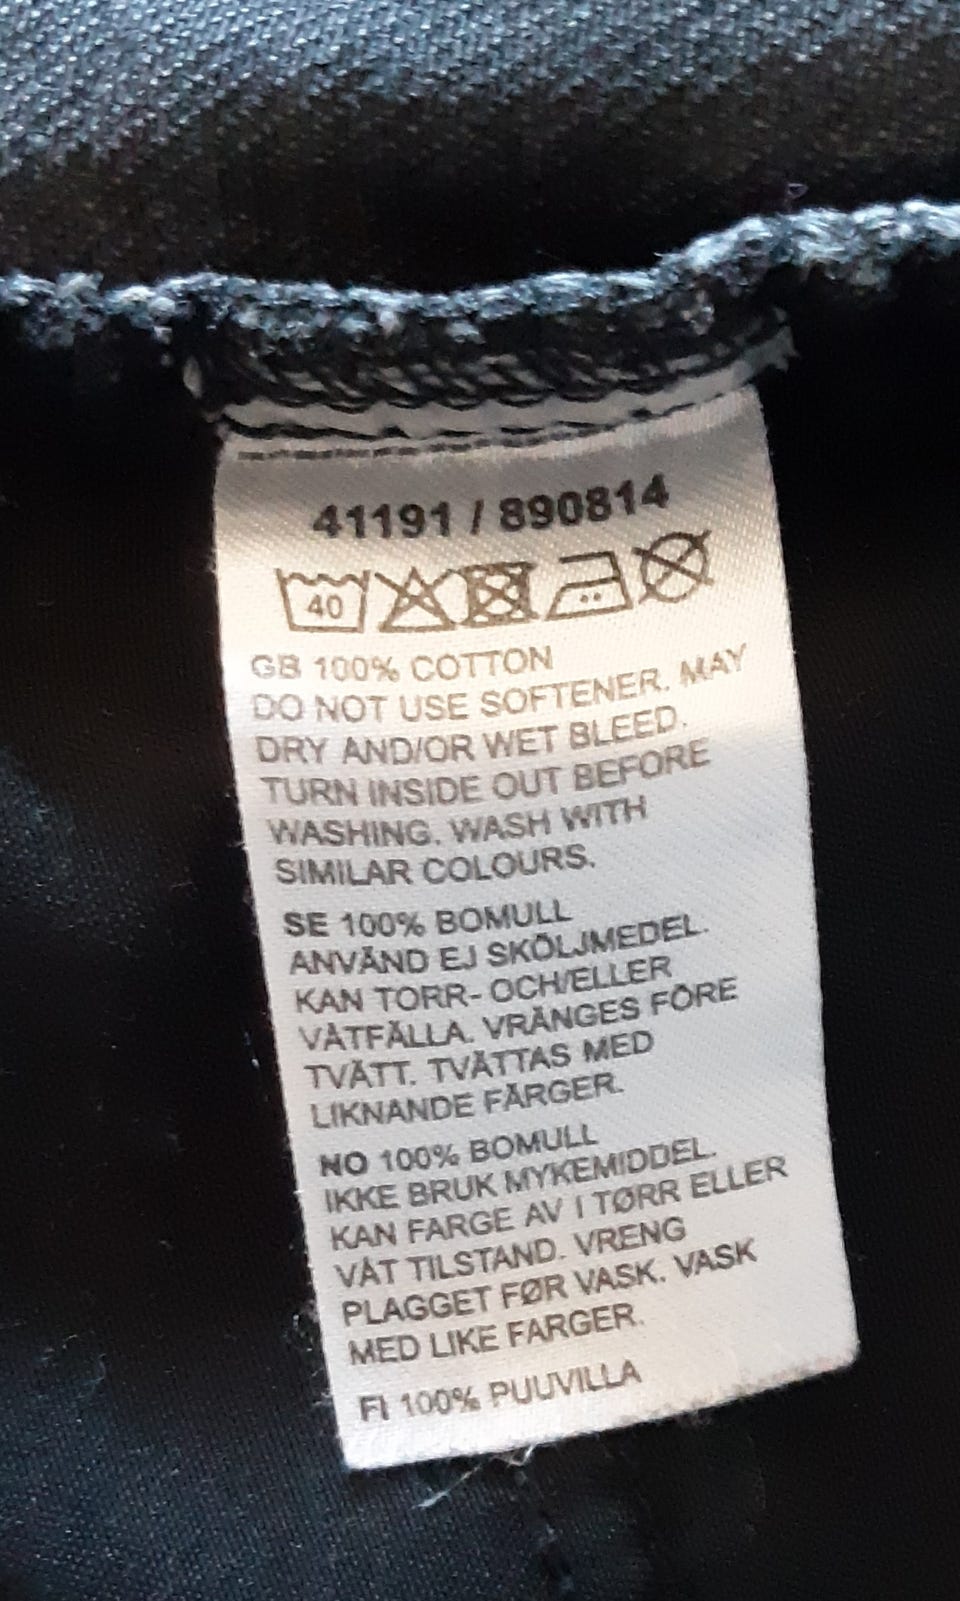 41191 / 890814
40
GB 100% COTTON
DO NOT USE SOFTENER. MAY
DRY AND/OR WET BLEED.
TURN INSIDE OUT BEFORE
WASHING. WASH WITH
SIMILAR COLOURS.
SE 100% BOMULL
ANVÄND EJ SKÖLJMEDEL.
KAN TORR- OCH/ELLER
VÅTFÄLLA. VRÄNGES FÖRE
TVÄTT. TVÄTTAS MED
LIKNANDE FÄRGER.
NO 100% BOMULL
IKKE BRUK MYKEMIDDEL.
KAN FARGE AV I TØRR ELLER
VÅT TILSTAND. VRENG
PLAGGET FØR VASK. VASK
MED LIKE FARGER.
FI 100% PUUVILLA